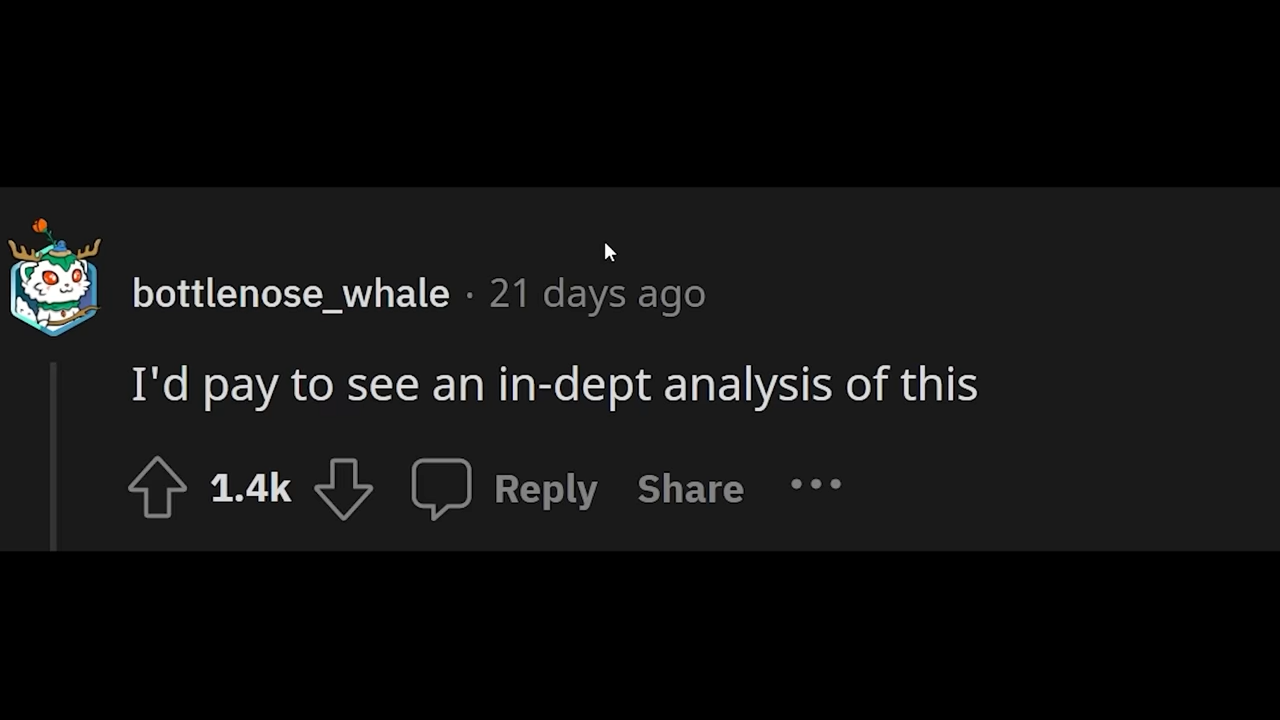 bottlenose_whale · 21 days ago
I'd pay to see an in-dept analysis of this
1.4k Reply Share ...